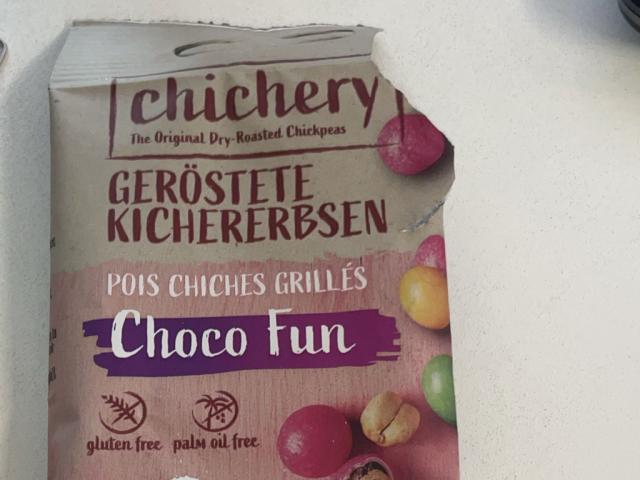 chichery
The Original Dry-Roasted Chickpeas
GERÖSTETE
KICHERERBSEN
POIS CHICHES GRILLÉS
Choco Fun
gluten free palm oil free